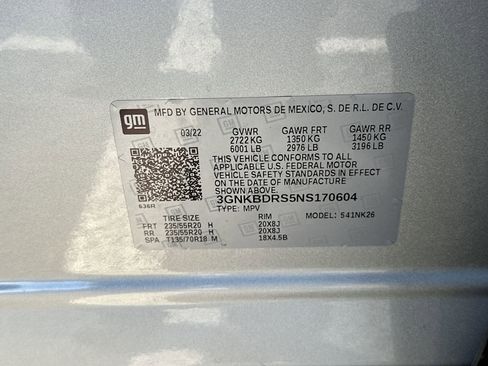 gm
MFD BY GENERAL MOTORS DE MEXICO, S. DE R.L. DE C.V.
03/22 GVWR GAWR FRT GAWR RR
2722 KG 1350 KG 1450 KG
6001 LB 2976 LB 3196 LB
THIS VEHICLE CONFORMS TO ALL
APPLICABLE U.S. FEDERAL MOTOR
VEHICLE SAFETY
STANDARDS IN EFFECT
ON THE DATE OF MANUFACTURE
SHOWN ABOVE.
3GNKBDRS5NS170604
636R TYPE: MPV MODEL: 541NK26
TIRE SIZE RIM
FRT 235/55R20 H 20X8J
RR 235/55R20 H 20X8J
SPA T135/70R18 M 18X4.5B